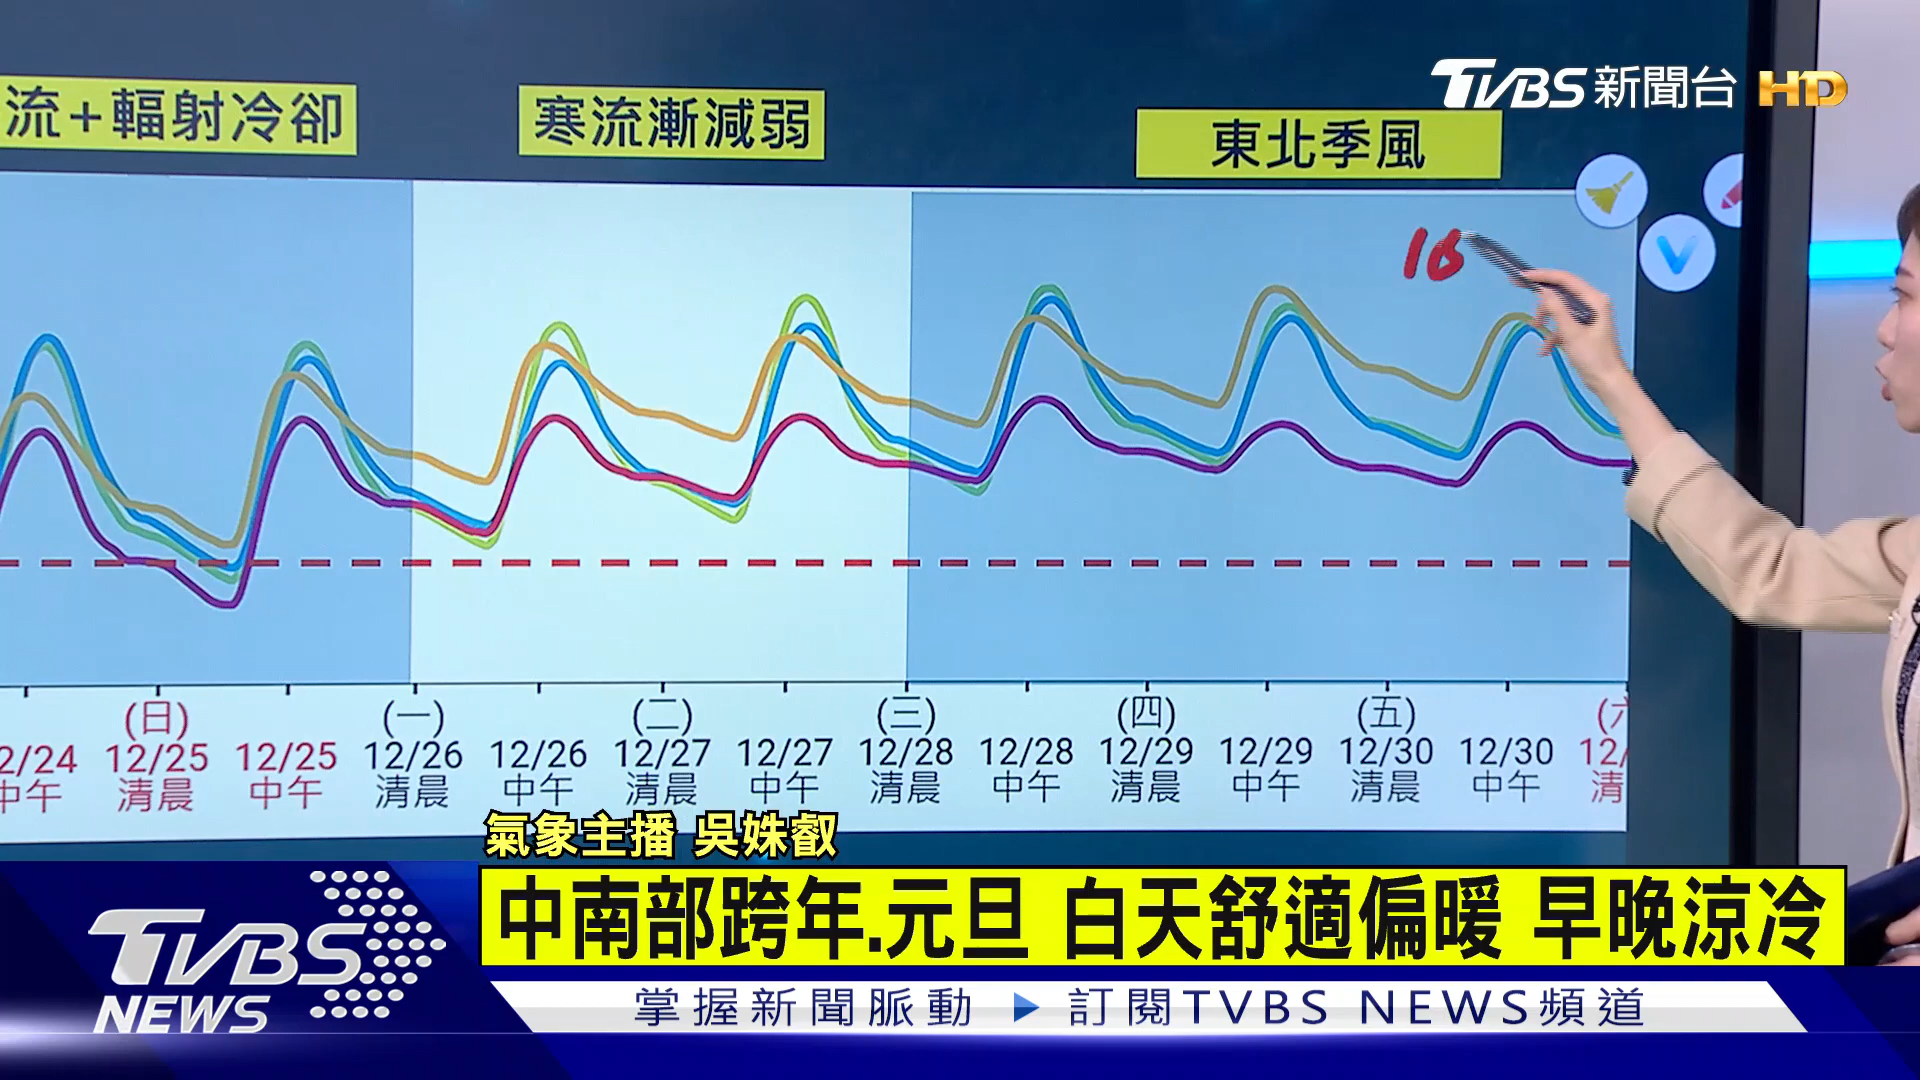 TVBS新聞台 HD
流+輻射冷卻
寒流漸減弱
東北季風
18
(日) (一) (二) (三) (四) (五)
2/24 12/25 12/25 12/26 12/26 12/27 12/27 12/28 12/28 12/29 12/29 12/30 12/30 12/
中午 清晨 中午 清晨 中午 清晨 中午 清晨 中午 清晨 中午 清晨 中午 清
氣象主播 吳姝叡
中南部跨年.元旦 白天舒適偏暖 早晚涼冷
TVBS
NEWS
掌握新聞脈動 ▶ 訂閱TVBS NEWS頻道